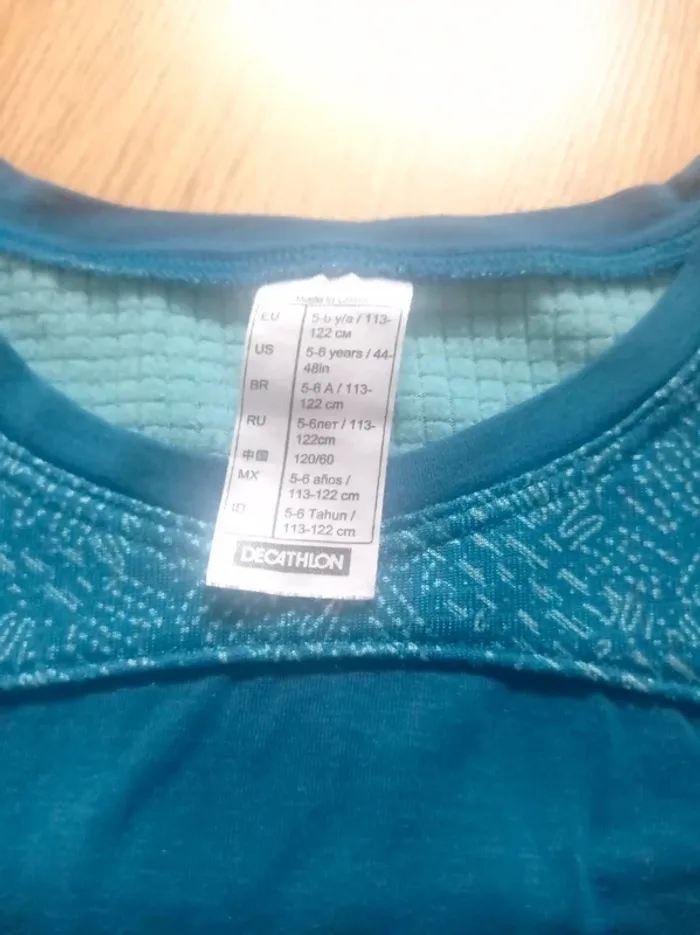 EU 5-6 y/a / 113-
122 см
US 5-6 years / 44-
48in
BR 5-6 A / 113-
122 cm
RU 5-6лет / 113-
122cm
中国 120/60
MX 5-6 años /
113-122 cm
ID 5-6 Tahun /
113-122 cm
DECATHLON